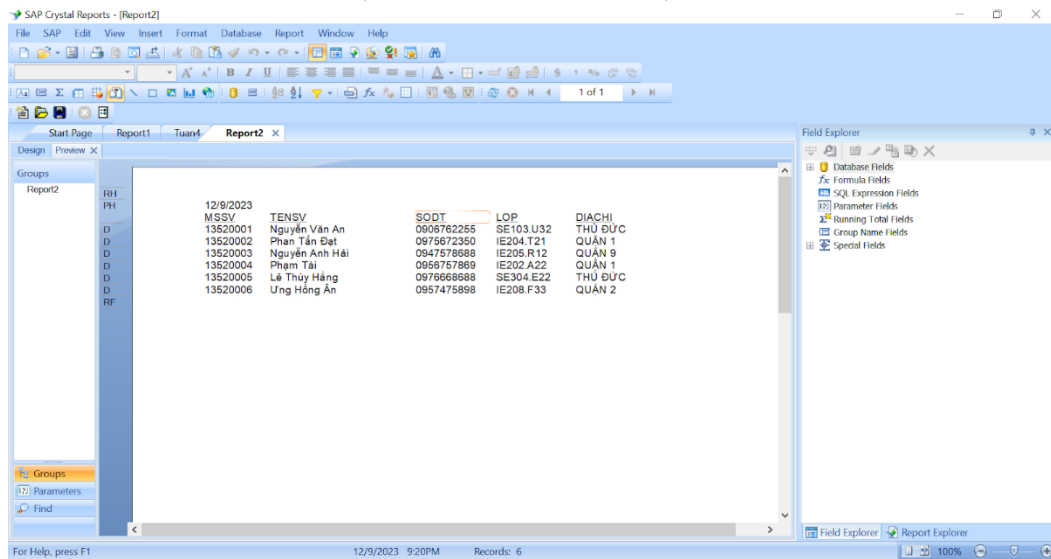 SAP Crystal Reports - [Report2]
File SAP Edit View Insert Format Database Report Window Help
1 of 1
Start Page Report1 Tuan4 Report2
Design Preview
Groups
Report2
RH
PH
12/9/2023
MSSV TENSV SODT LOP DIACHI
D 13520001 Nguyễn Văn An 0906762255 SE103.U32 THỦ ĐỨC
D 13520002 Phan Tấn Đạt 0975672350 IE204.T21 QUẬN 1
D 13520003 Nguyễn Anh Hải 0947578688 IE205.R12 QUẬN 9
D 13520004 Phạm Tài 0956757869 IE202.A22 QUẬN 1
D 13520005 Lê Thúy Hằng 0976668688 SE304.E22 THỦ ĐỨC
D 13520006 Ưng Hồng Ân 0957475898 IE208.F33 QUẬN 2
RF
Groups
Parameters
Find
Field Explorer
Database Fields
Formula Fields
SQL Expression Fields
Parameter Fields
Running Total Fields
Group Name Fields
Special Fields
Field Explorer Report Explorer
For Help, press F1 12/9/2023 9:20PM Records: 6 100%